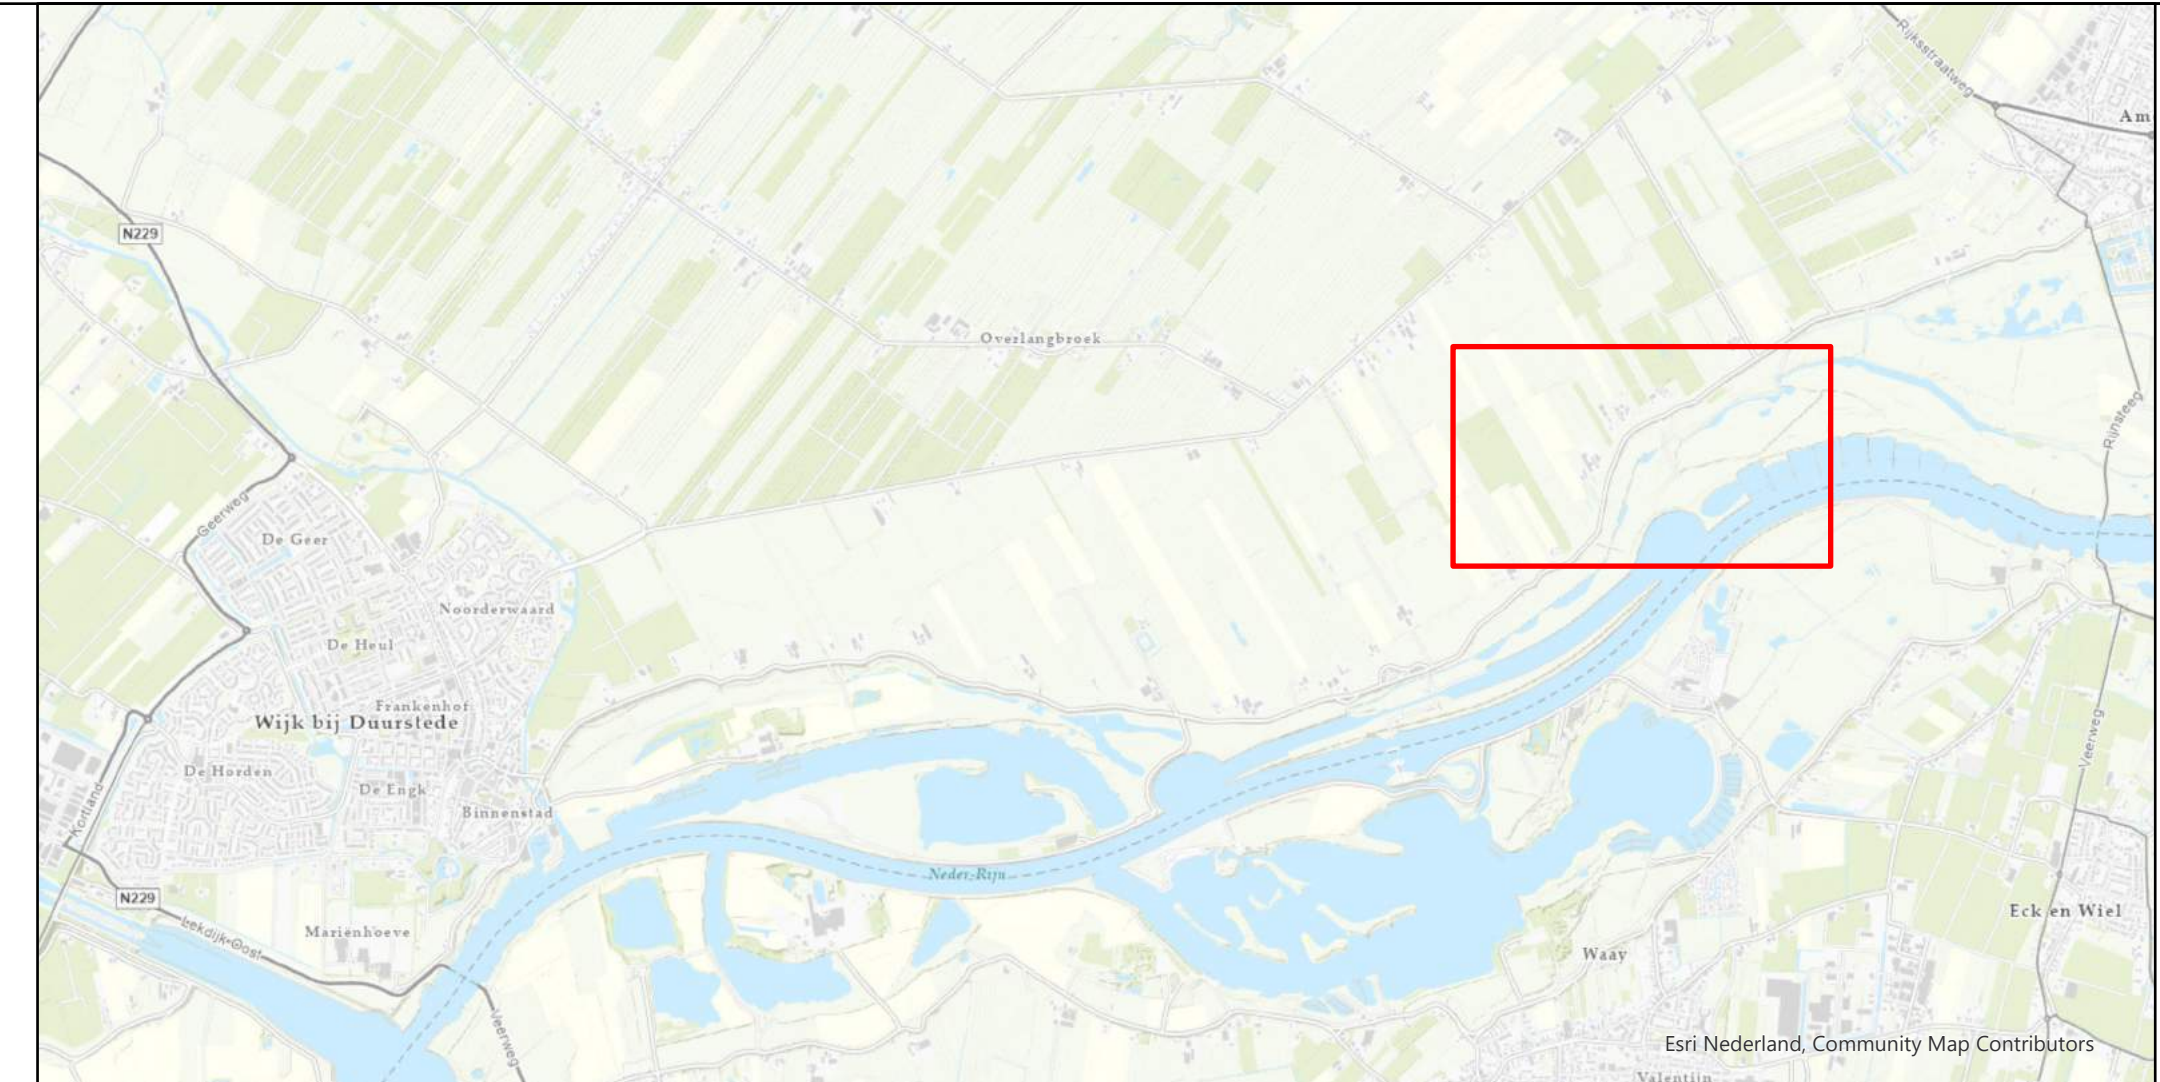 Rijksstraatweg
Am
N229
Overlangbroek
Rijnsteeg
Geerweg
De Geer
Noorderwaard
De Heul
Frankenhof
Wijk bij Duurstede
Veerweg
De Horden
De Engk
Kortland
Binnenstad
Neder-Rijn
N229
Eck en Wiel
Lekdijk-Oost
Mariënhoeve
Waay
Veerweg
Esri Nederland, Community Map Contributors
Valentijn